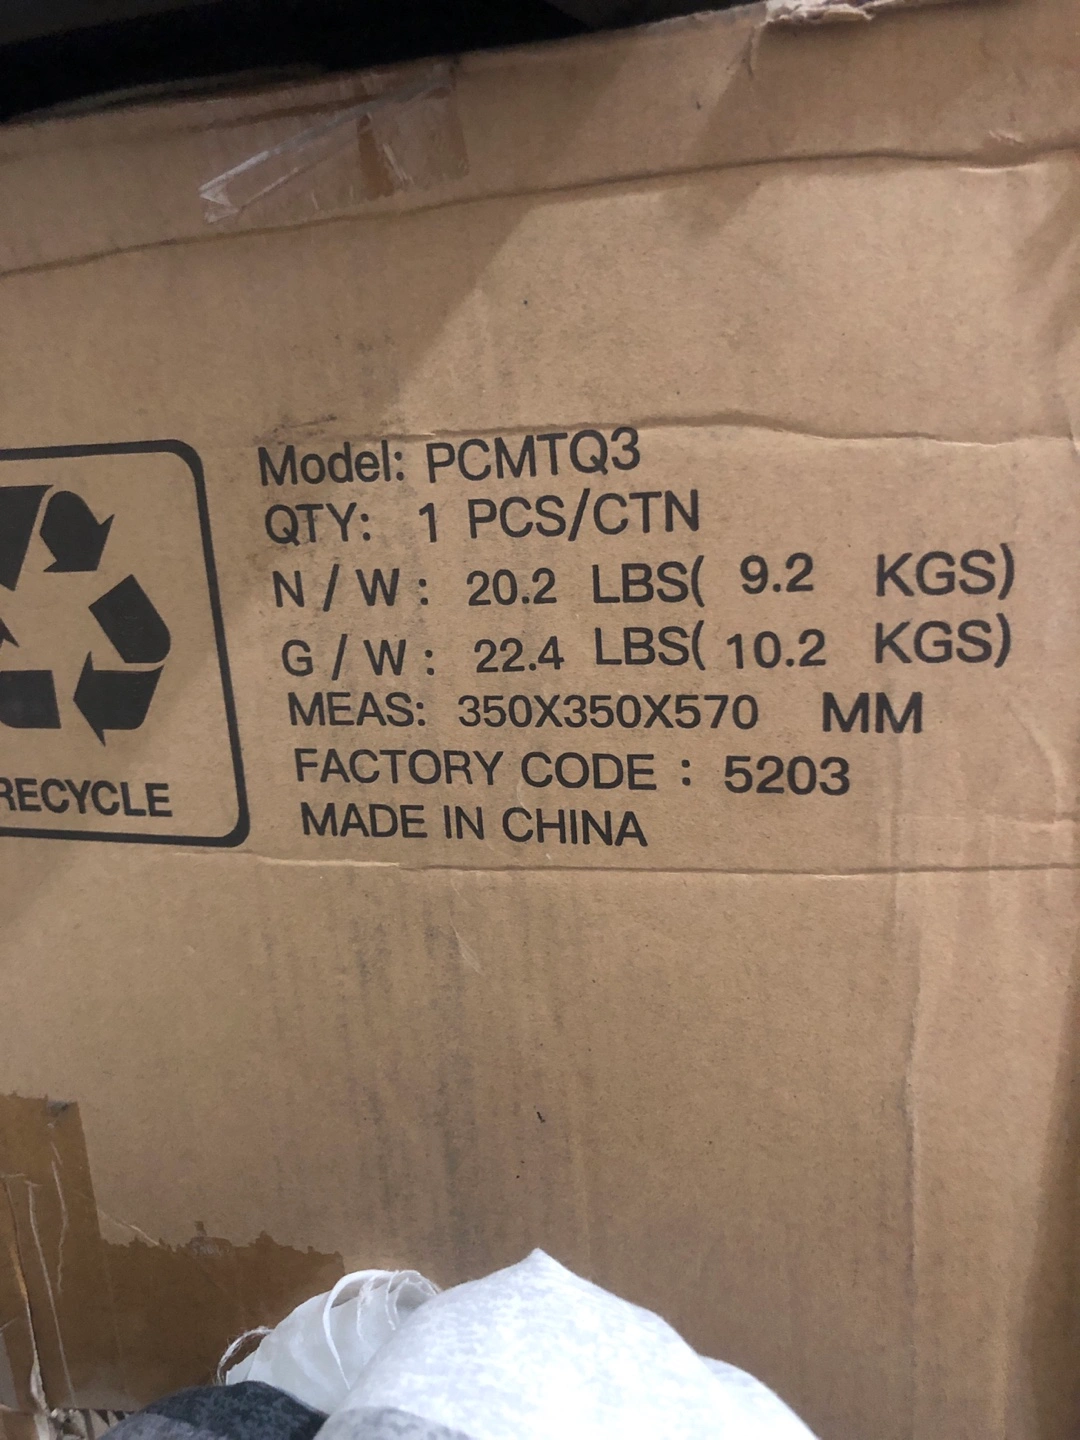 Model: PCMTQ3
QTY: 1 PCS/CTN
N / W : 20.2 LBS( 9.2 KGS)
G / W : 22.4 LBS( 10.2 KGS)
MEAS: 350X350X570 MM
FACTORY CODE : 5203
MADE IN CHINA
RECYCLE